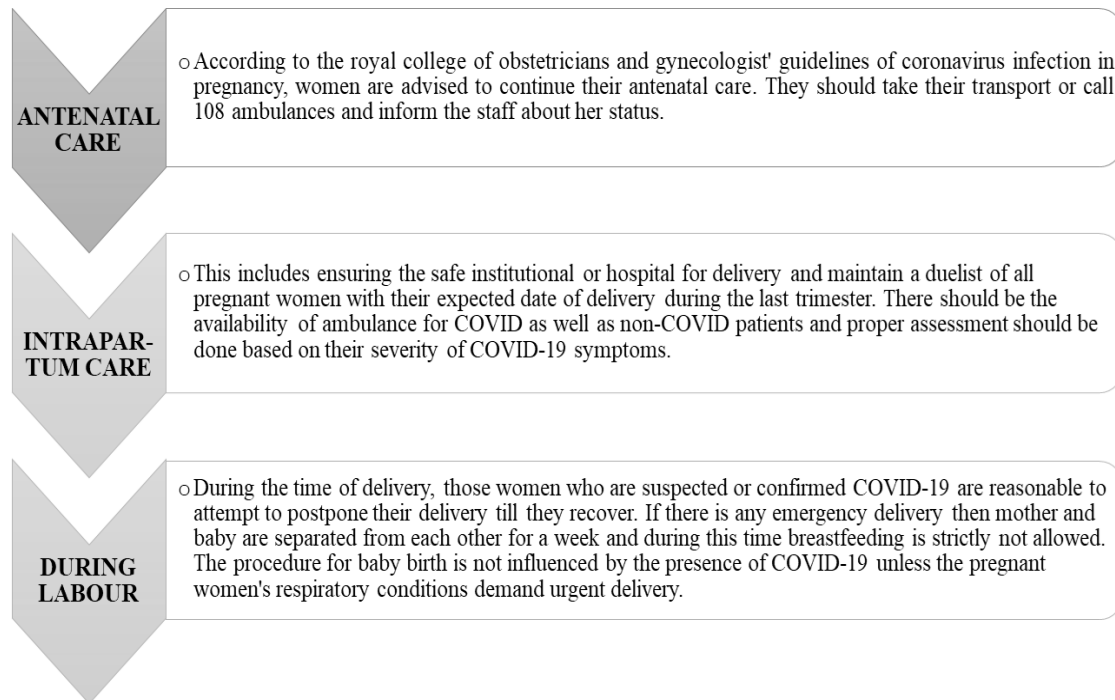 ANTENATAL
CARE
○ According to the royal college of obstetricians and gynecologist' guidelines of coronavirus infection in
pregnancy, women are advised to continue their antenatal care. They should take their transport or call
108 ambulances and inform the staff about her status.
INTRAPAR-
TUM CARE
○ This includes ensuring the safe institutional or hospital for delivery and maintain a duelist of all
pregnant women with their expected date of delivery during the last trimester. There should be the
availability of ambulance for COVID as well as non-COVID patients and proper assessment should be
done based on their severity of COVID-19 symptoms.
DURING
LABOUR
○ During the time of delivery, those women who are suspected or confirmed COVID-19 are reasonable to
attempt to postpone their delivery till they recover. If there is any emergency delivery then mother and
baby are separated from each other for a week and during this time breastfeeding is strictly not allowed.
The procedure for baby birth is not influenced by the presence of COVID-19 unless the pregnant
women's respiratory conditions demand urgent delivery.